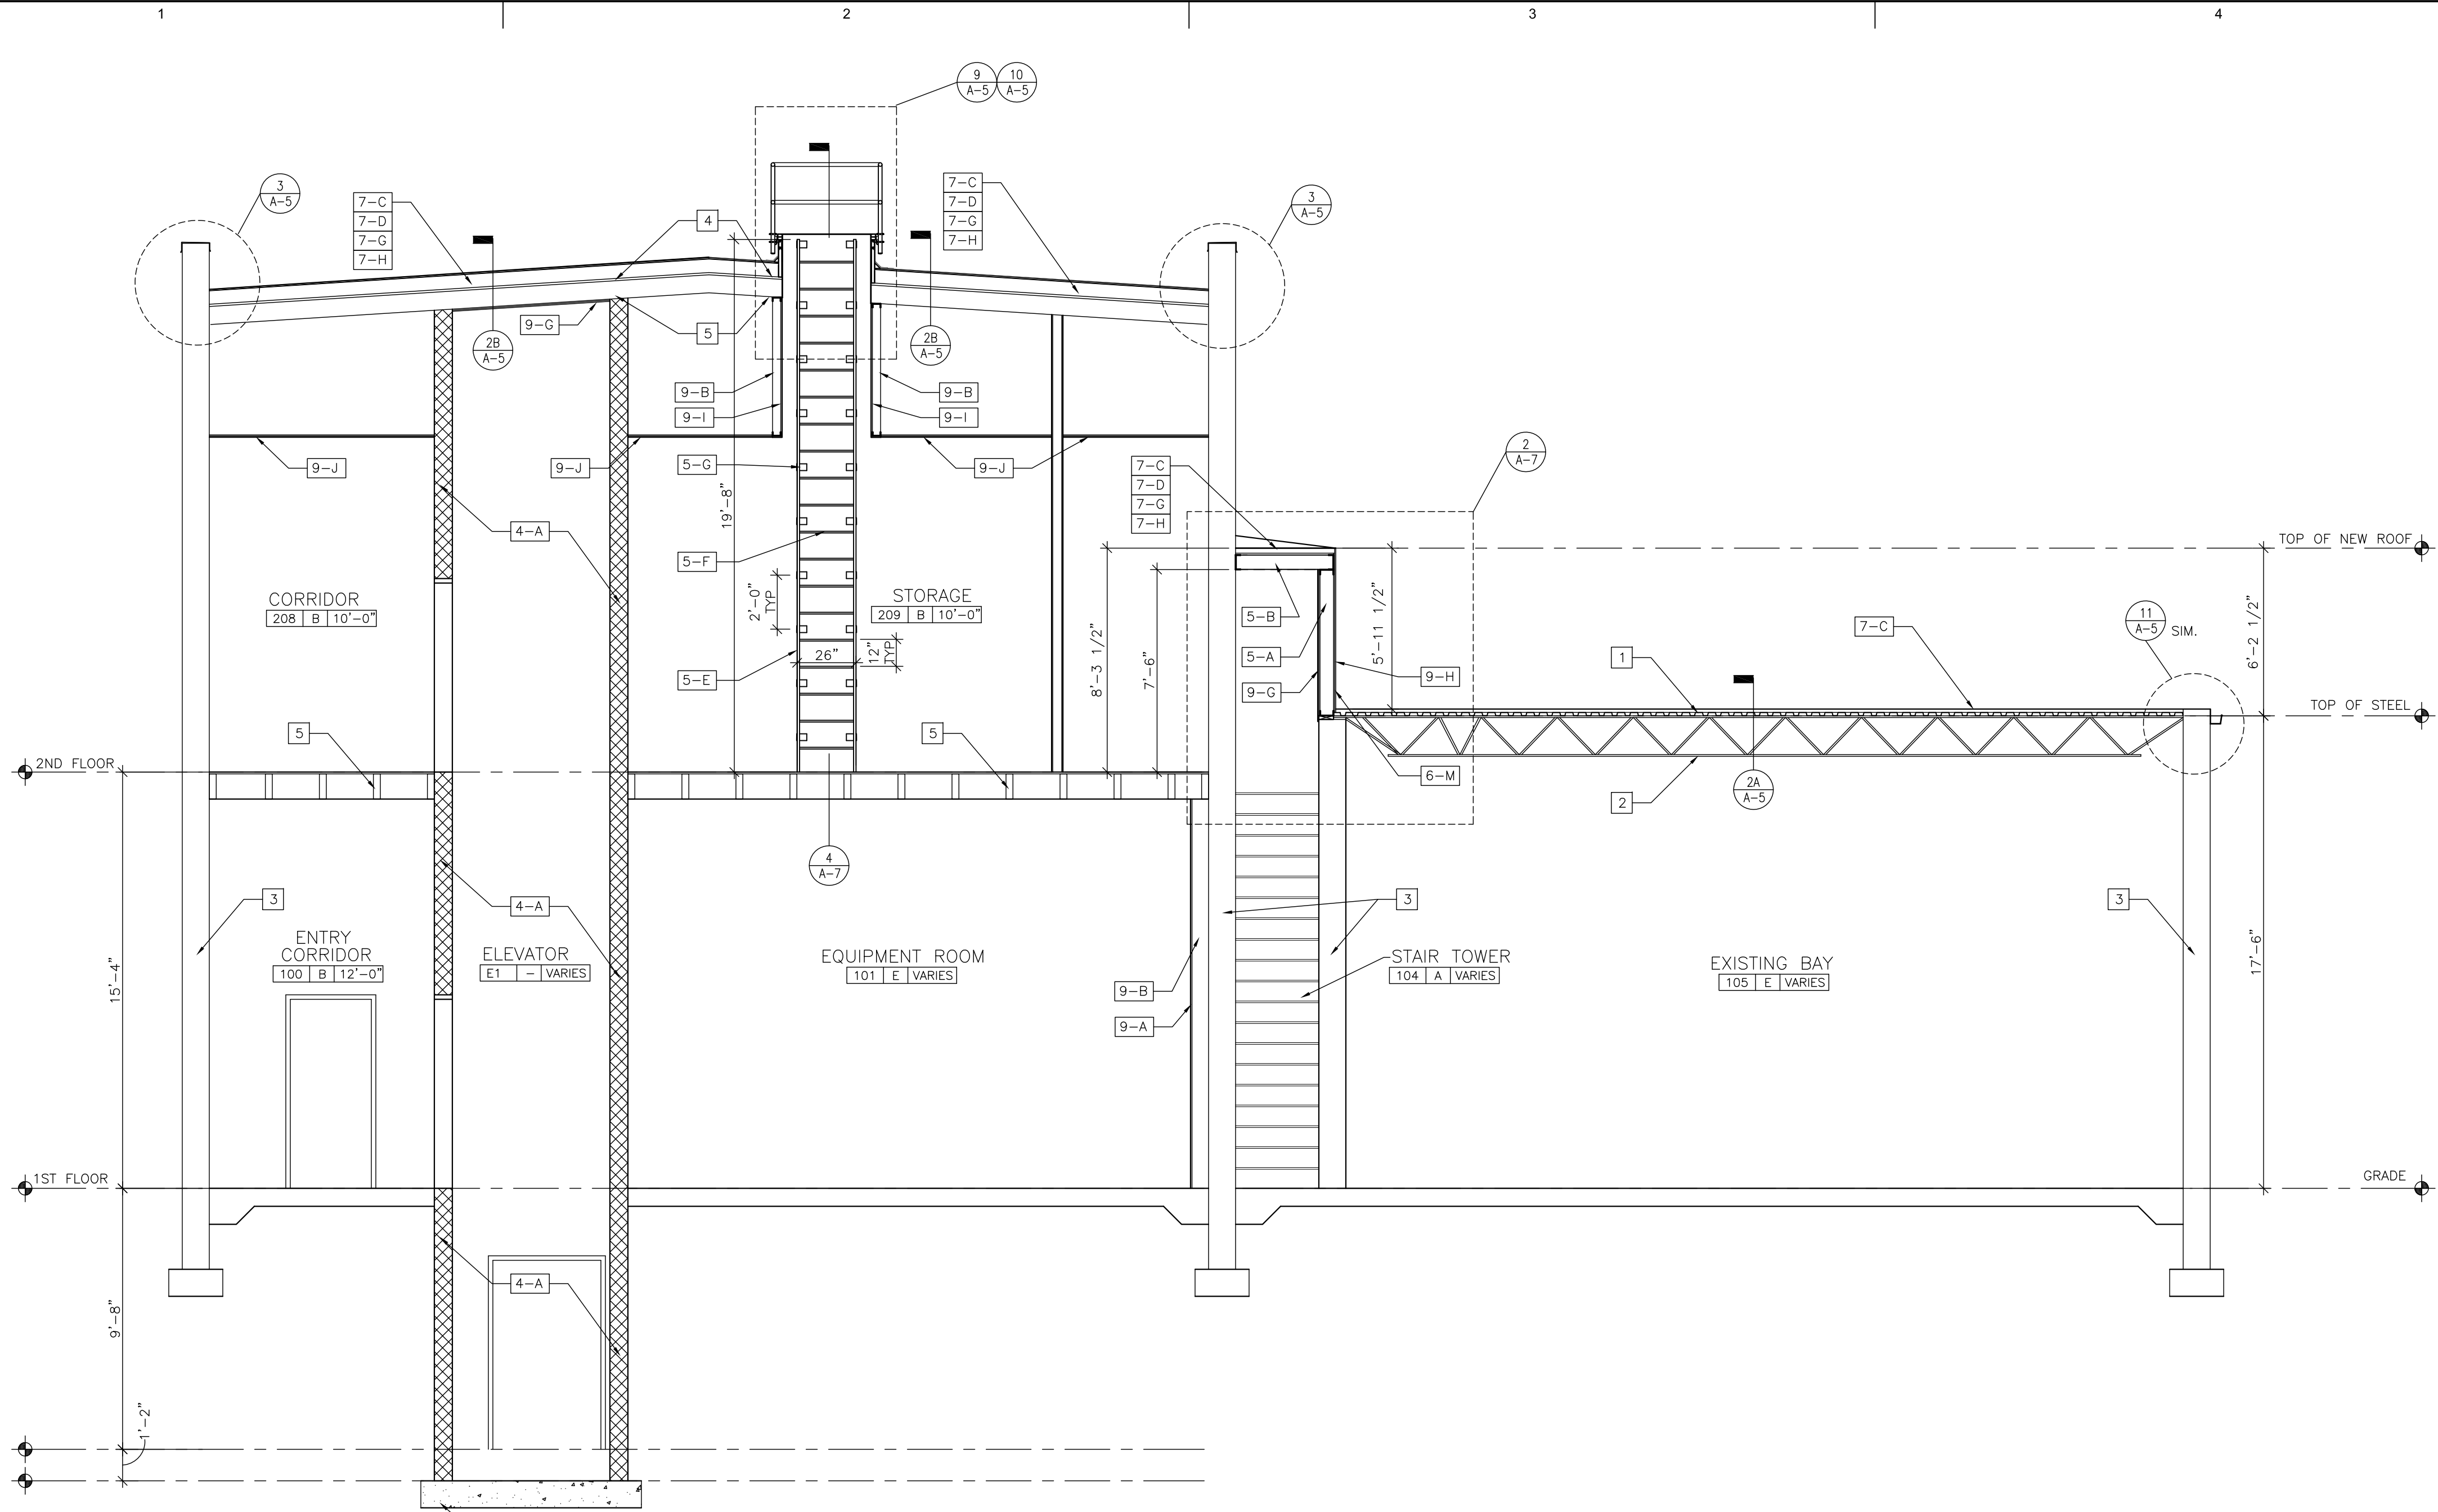 1
2
3
4
9
A-5
10
A-5
3
A-5
7-C
7-D
7-G
7-H
4
7-C
7-D
7-G
7-H
3
A-5
9-G
2B
A-5
5
2B
A-5
9-B
9-I
9-B
9-I
9-J
9-J
5-G
9-J
19'-8"
7-C
7-D
7-G
7-H
2
A-7
4-A
5-F
TOP OF NEW ROOF
CORRIDOR
208 B 10'-0"
2'-0"
TYP
STORAGE
209 B 10'-0"
5-B
5'-11 1/2"
6'-2 1/2"
11
A-5
SIM.
7-C
8'-3 1/2"
7'-6"
26"
12"
TYP
5-E
5-A
9-G
9-H
1
TOP OF STEEL
5
5
2ND FLOOR
6-M
2A
A-5
2
4
A-7
3
4-A
3
3
ENTRY
CORRIDOR
100 B 12'-0"
ELEVATOR
E1 - VARIES
EQUIPMENT ROOM
101 E VARIES
STAIR TOWER
104 A VARIES
EXISTING BAY
105 E VARIES
15'-4"
17'-6"
9-B
9-A
1ST FLOOR
GRADE
4-A
9'-8"
1'-2"